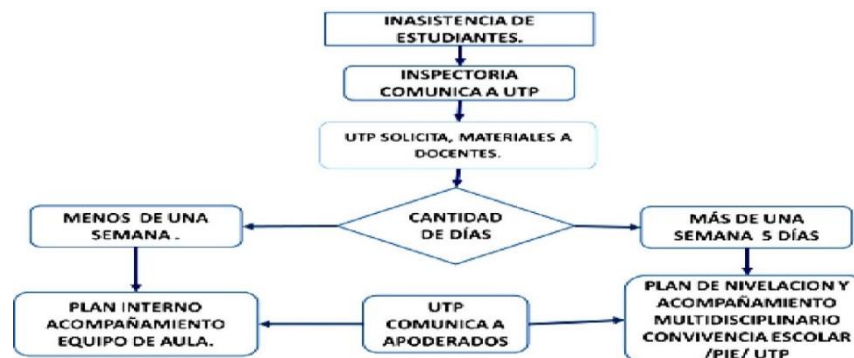 INASISTENCIA DE
ESTUDIANTES.
INSPECTORIA
COMUNICA A UTP
UTP SOLICITA, MATERIALES A
DOCENTES.
MENOS DE UNA
SEMANA .
CANTIDAD
DE DÍAS
MÁS DE UNA
SEMANA 5 DÍAS
PLAN INTERNO
ACOMPAÑAMIENTO
EQUIPO DE AULA.
UTP
COMUNICA A
APODERADOS
PLAN DE NIVELACION Y
ACOMPAÑAMIENTO
MULTIDISCIPLINARIO
CONVIVENCIA ESCOLAR
/PIE/ UTP